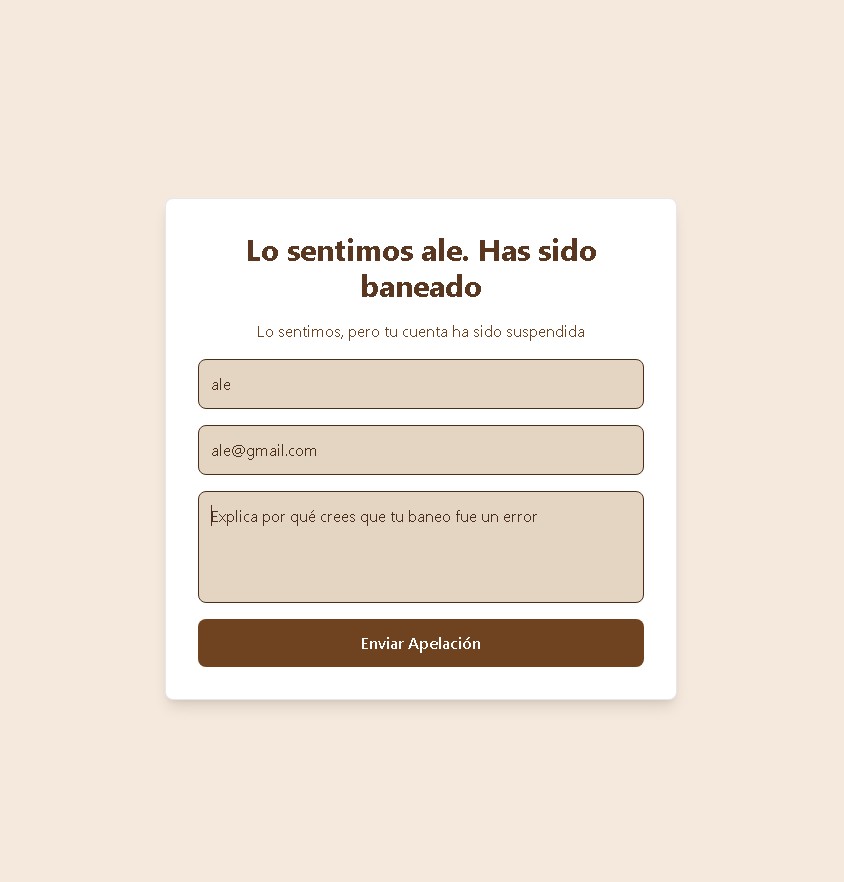 Lo sentimos ale. Has sido
baneado
Lo sentimos, pero tu cuenta ha sido suspendida
ale
ale@gmail.com
Explica por qué crees que tu baneo fue un error
Enviar Apelación